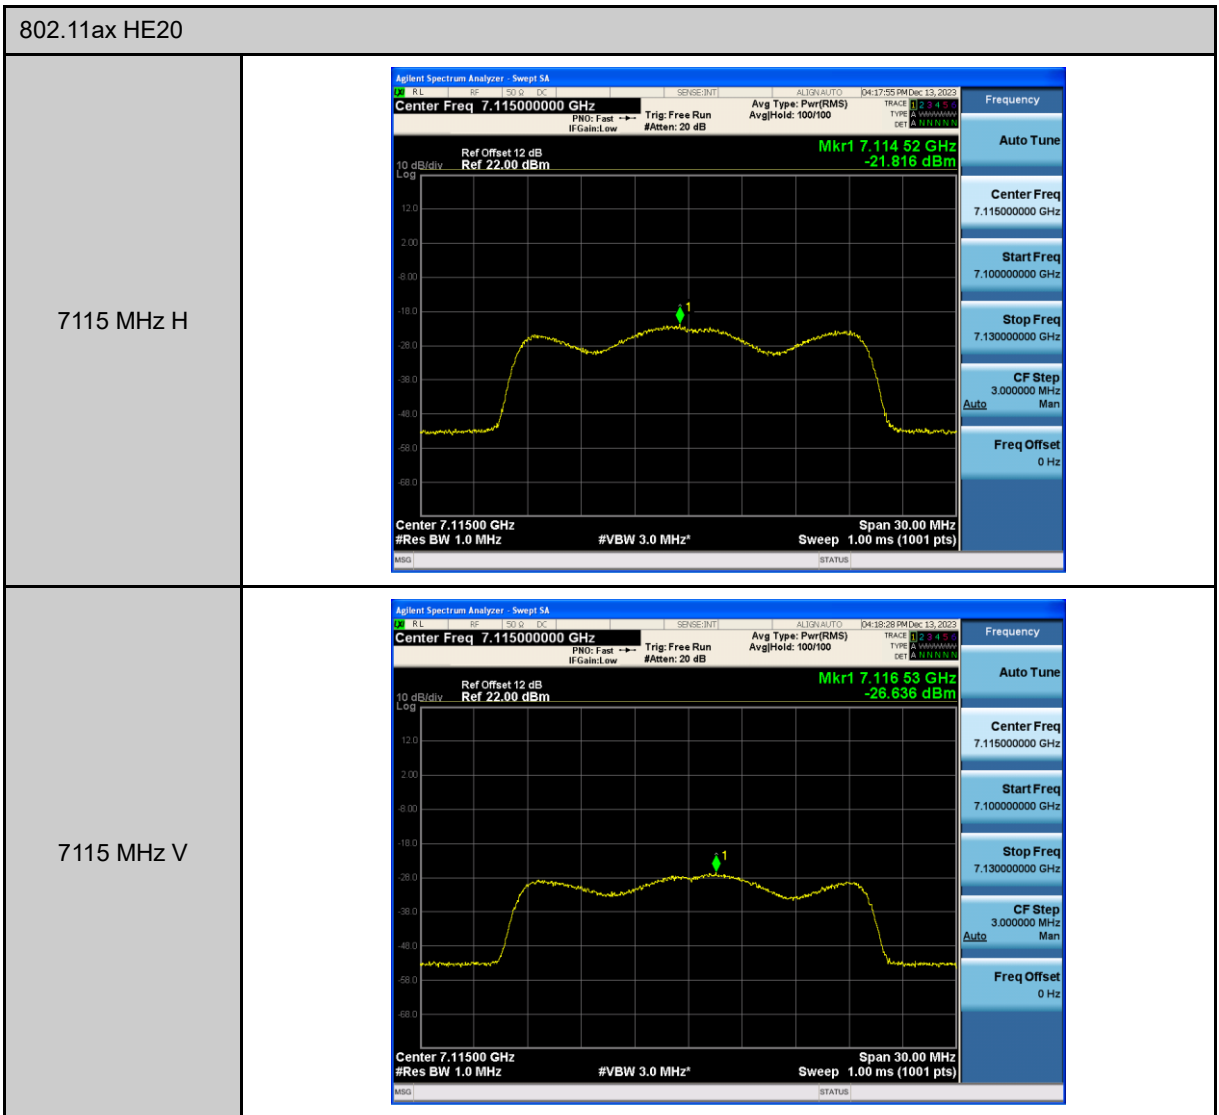 802.11ax HE20
7115 MHz H
Agilent Spectrum Analyzer - Swept SA
LXI RL RF 50 Ω DC SENSE:INT ALIGNAUTO 04:17:55 PM Dec 13, 2023
Center Freq 7.115000000 GHz
PNO: Fast
IFGain:Low
Trig: Free Run
#Atten: 20 dB
Avg Type: Pwr(RMS)
Avg|Hold: 100/100
TRACE 1 2 3 4 5 6
TYPE A WWWWW
DET A N N N N N
Mkr1 7.114 52 GHz
-21.816 dBm
Ref Offset 12 dB
10 dB/div Ref 22.00 dBm
Log
12.0
2.00
-8.00
-18.0
-28.0
-38.0
-48.0
-58.0
-68.0
1
Center 7.11500 GHz Span 30.00 MHz
#Res BW 1.0 MHz #VBW 3.0 MHz* Sweep 1.00 ms (1001 pts)
MSG STATUS
Frequency
Auto Tune
Center Freq
7.115000000 GHz
Start Freq
7.100000000 GHz
Stop Freq
7.130000000 GHz
CF Step
3.000000 MHz
Auto Man
Freq Offset
0 Hz
7115 MHz V
Agilent Spectrum Analyzer - Swept SA
LXI RL RF 50 Ω DC SENSE:INT ALIGNAUTO 04:18:28 PM Dec 13, 2023
Center Freq 7.115000000 GHz
PNO: Fast
IFGain:Low
Trig: Free Run
#Atten: 20 dB
Avg Type: Pwr(RMS)
Avg|Hold: 100/100
TRACE 1 2 3 4 5 6
TYPE A WWWWW
DET A N N N N N
Mkr1 7.116 53 GHz
-26.636 dBm
Ref Offset 12 dB
10 dB/div Ref 22.00 dBm
Log
12.0
2.00
-8.00
-18.0
-28.0
-38.0
-48.0
-58.0
-68.0
1
Center 7.11500 GHz Span 30.00 MHz
#Res BW 1.0 MHz #VBW 3.0 MHz* Sweep 1.00 ms (1001 pts)
MSG STATUS
Frequency
Auto Tune
Center Freq
7.115000000 GHz
Start Freq
7.100000000 GHz
Stop Freq
7.130000000 GHz
CF Step
3.000000 MHz
Auto Man
Freq Offset
0 Hz